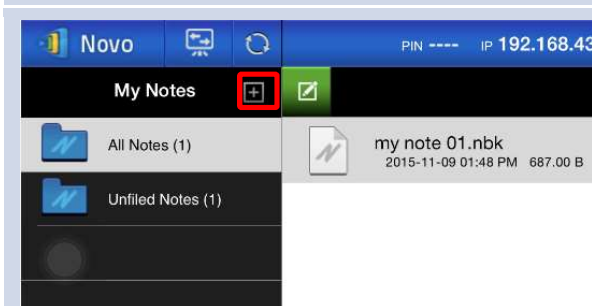 Novo
PIN ---- IP 192.168.43
My Notes
All Notes (1)
my note 01.nbk
2015-11-09 01:48 PM 687.00 B
Unfiled Notes (1)